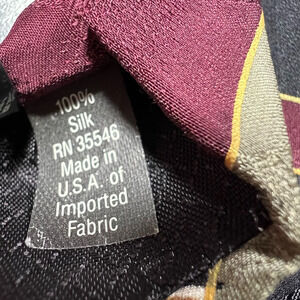 100%
Silk
RN 35546
Made in
U.S.A. of
Imported
Fabric